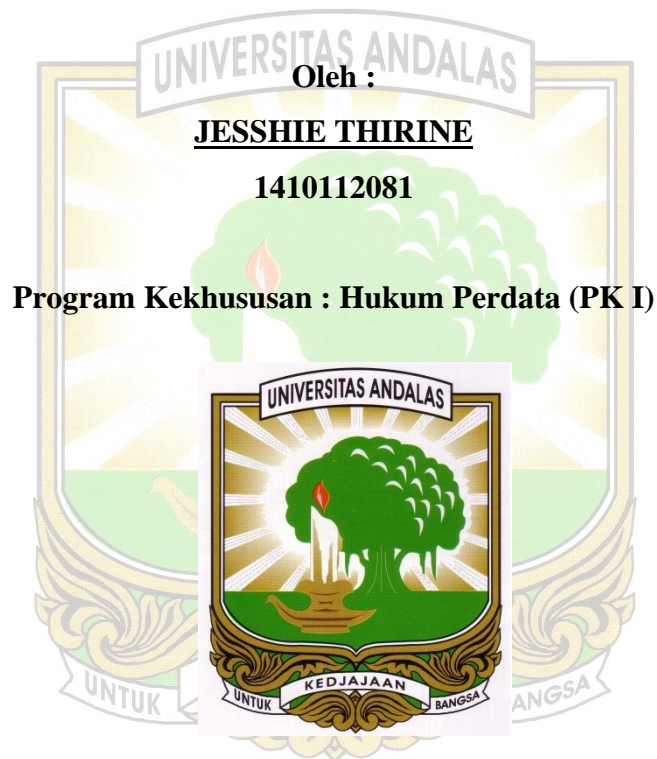 UNIVERSITAS ANDALAS
Oleh :
JESSHIE THIRINE
1410112081
Program Kekhususan : Hukum Perdata (PK I)
UNIVERSITAS ANDALAS
UNTUK KEDJAJAAN BANGSA
UNTUK BANGSA